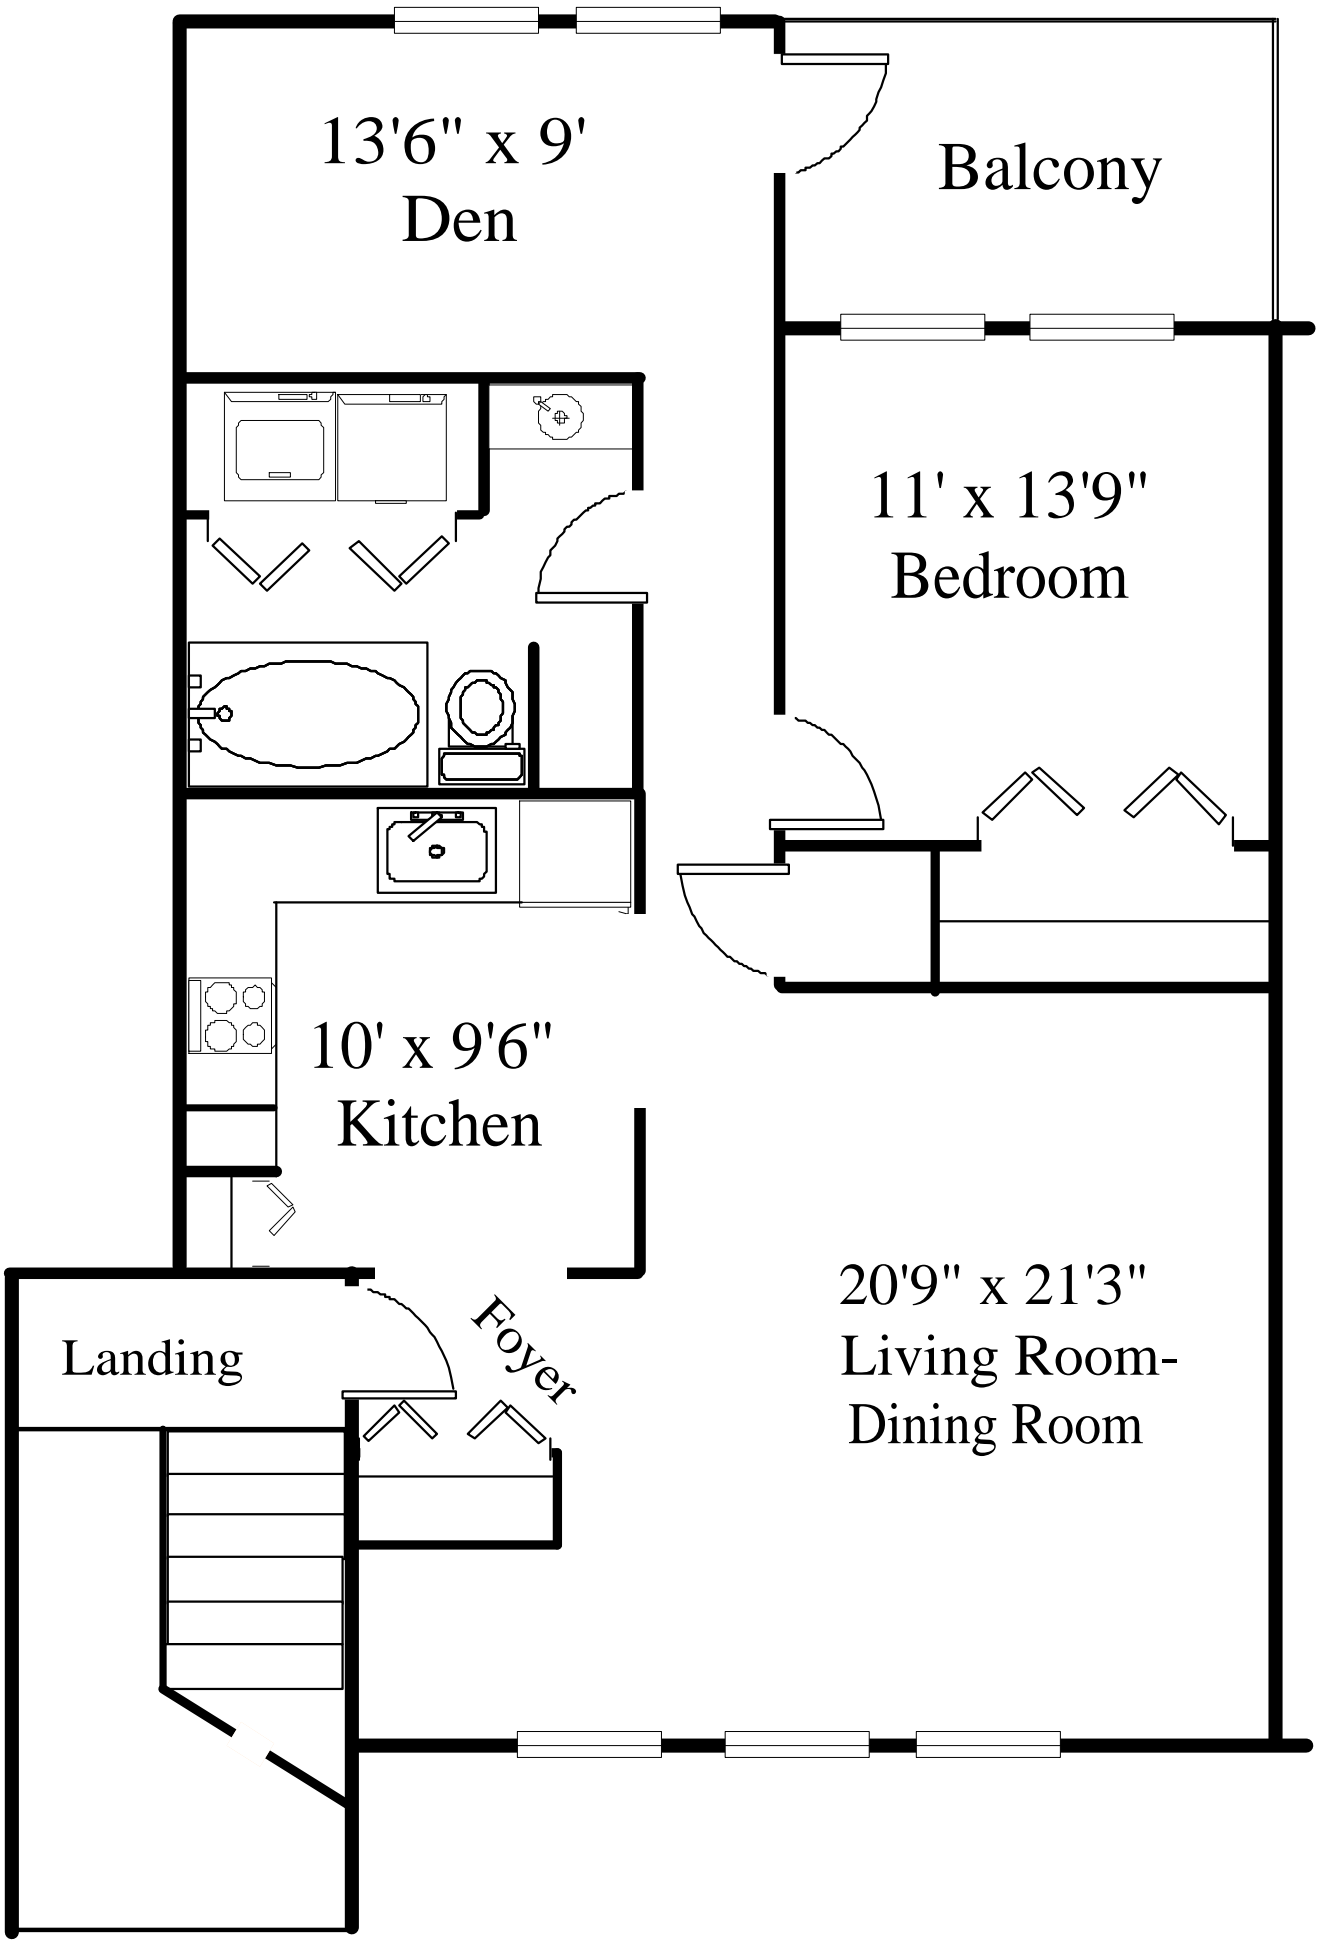 13'6" x 9'
Den
Balcony
11' x 13'9"
Bedroom
10' x 9'6"
Kitchen
20'9" x 21'3"
Living Room-
Dining Room
Foyer
Landing